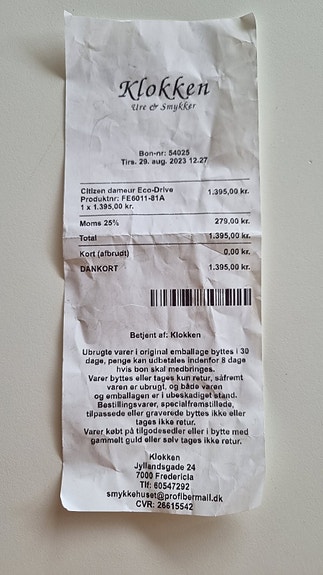 Klokken
Ure & Smykker
Bon-nr: 54025
Tirs. 29. aug. 2023 12.27
Citizen dameur Eco-Drive 1.395,00 kr.
Produktnr: FE6011-81A
1 x 1.395,00 kr.
Moms 25% 279,00 kr.
Total 1.395,00 kr.
Kort (afbrudt) 0,00 kr.
DANKORT 1.395,00 kr.
Betjent af: Klokken
Ubrugte varer i original emballage byttes i 30
dage, penge kan udbetales indenfor 8 dage
hvis bon skal medbringes.
Varer byttes eller tages kun retur, såfremt
varen er ubrugt, og både varen
og emballagen er i ubeskadiget stand.
Bestillingsvarer, specialfremstillede,
tilpassede eller graverede byttes ikke eller
tages ikke retur.
Varer købt på tilgodesedler eller i bytte med
gammelt guld eller sølv tages ikke retur.
Klokken
Jyllandsgade 24
7000 Fredericia
Tlf: 60547292
smykkehuset@profibermail.dk
CVR: 26615542